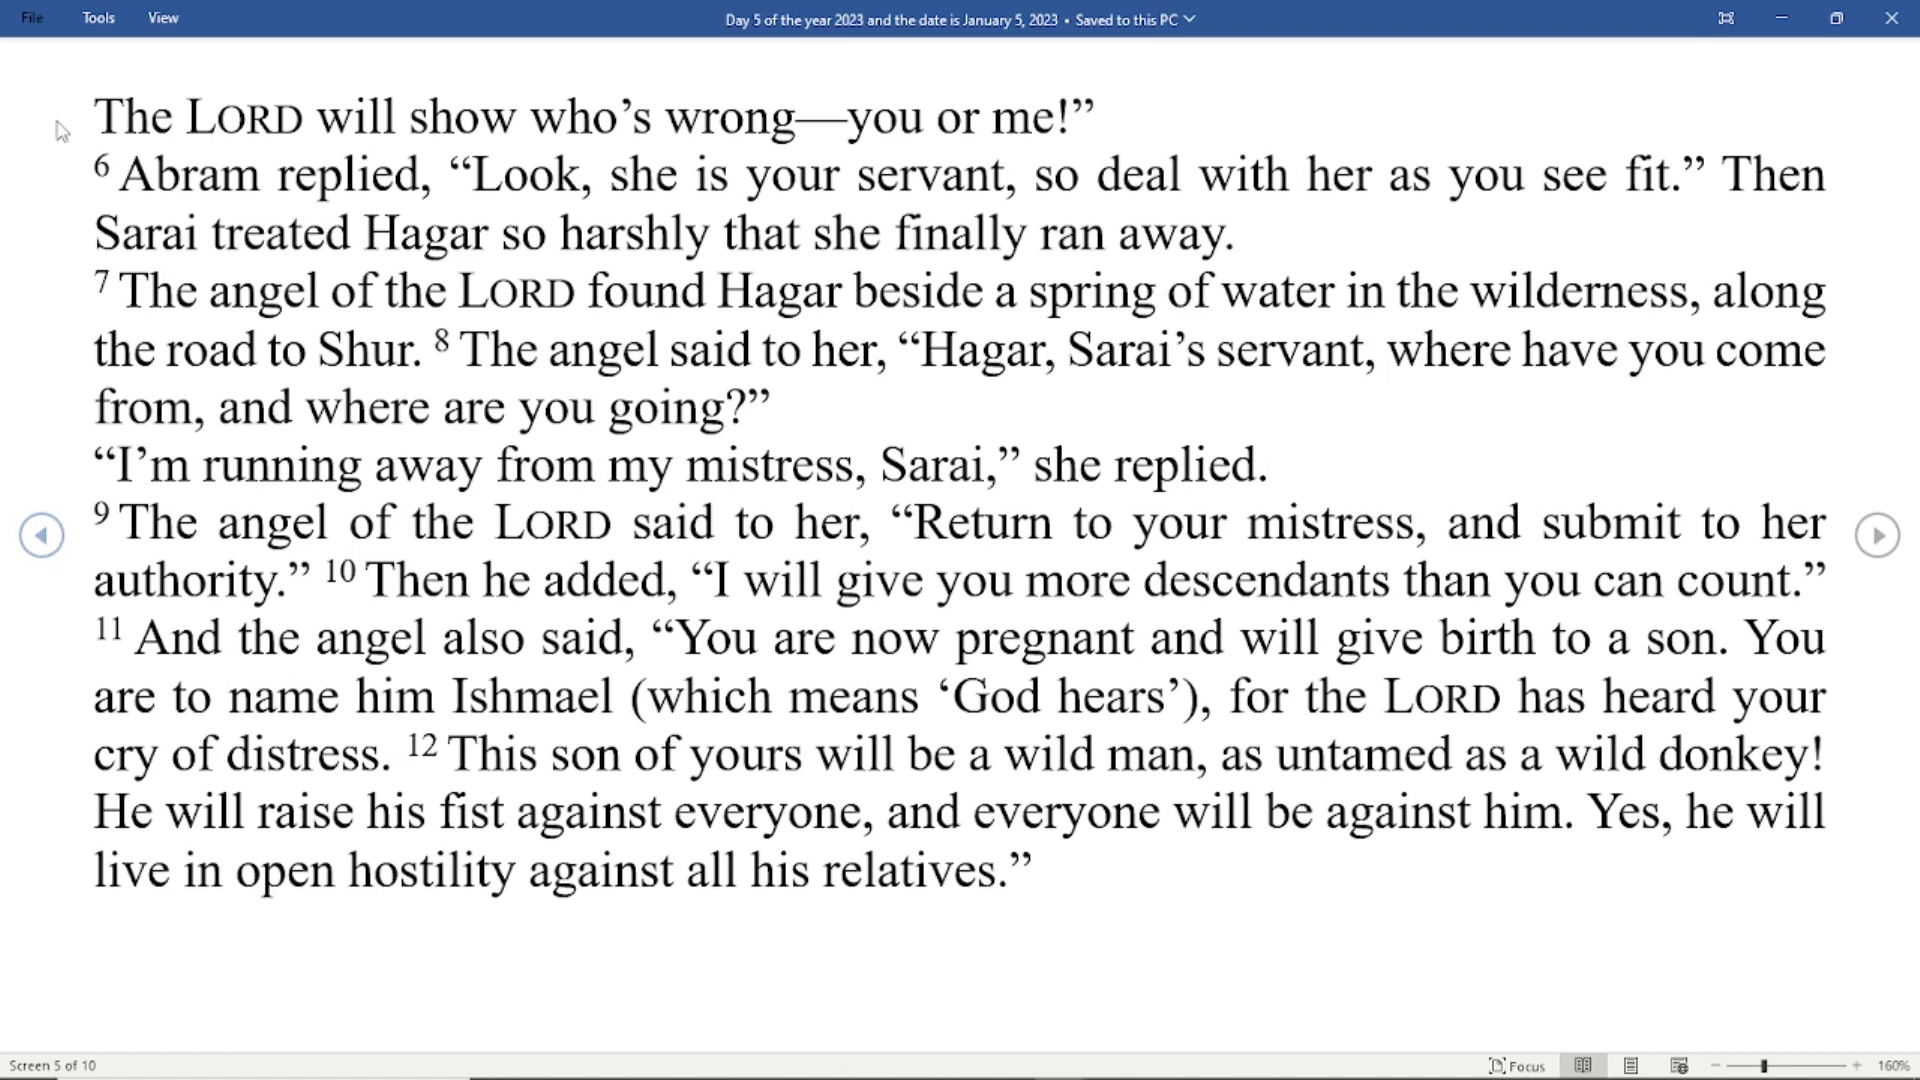 File Tools View Day 5 of the year 2023 and the date is January 5, 2023 • Saved to this PC
The LORD will show who’s wrong—you or me!”
6 Abram replied, “Look, she is your servant, so deal with her as you see fit.” Then
Sarai treated Hagar so harshly that she finally ran away.
7 The angel of the LORD found Hagar beside a spring of water in the wilderness, along
the road to Shur. 8 The angel said to her, “Hagar, Sarai’s servant, where have you come
from, and where are you going?”
“I’m running away from my mistress, Sarai,” she replied.
9 The angel of the LORD said to her, “Return to your mistress, and submit to her
authority.” 10 Then he added, “I will give you more descendants than you can count.”
11 And the angel also said, “You are now pregnant and will give birth to a son. You
are to name him Ishmael (which means ‘God hears’), for the LORD has heard your
cry of distress. 12 This son of yours will be a wild man, as untamed as a wild donkey!
He will raise his fist against everyone, and everyone will be against him. Yes, he will
live in open hostility against all his relatives.”
Screen 5 of 10 Focus 160%